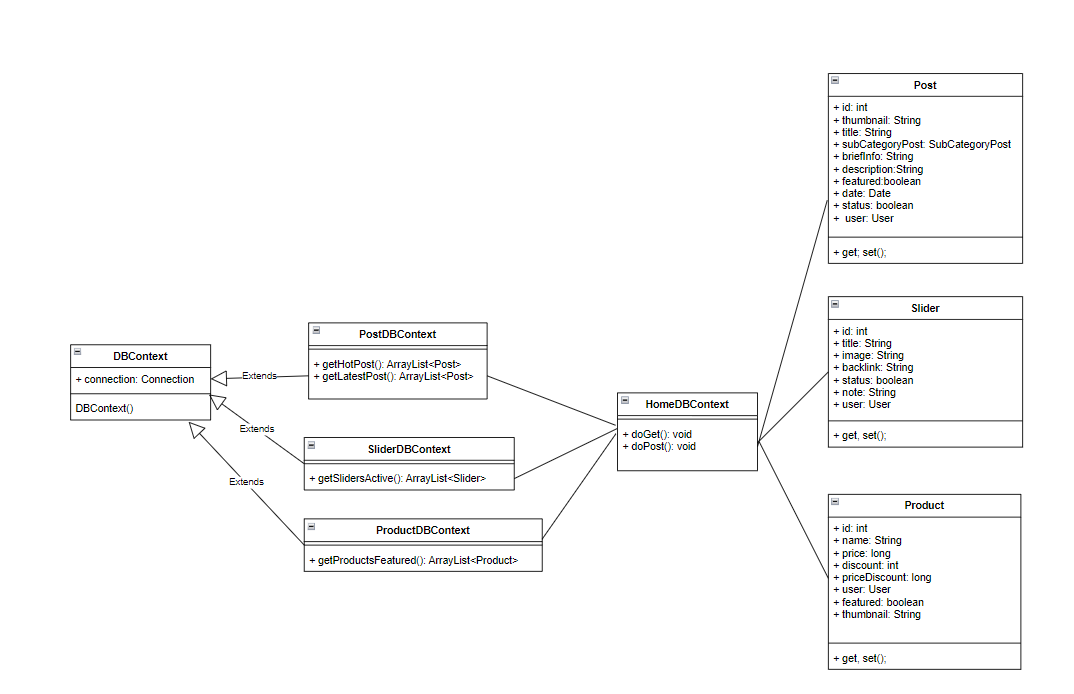 DBContext
+ connection: Connection
DBContext()
Extends
Extends
Extends
PostDBContext
+ getHotPost(): ArrayList<Post>
+ getLatestPost(): ArrayList<Post>
SliderDBContext
+ getSlidersActive(): ArrayList<Slider>
ProductDBContext
+ getProductsFeatured(): ArrayList<Product>
HomeDBContext
+ doGet(): void
+ doPost(): void
Post
+ id: int
+ thumbnail: String
+ title: String
+ subCategoryPost: SubCategoryPost
+ briefInfo: String
+ description:String
+ featured:boolean
+ date: Date
+ status: boolean
+ user: User
+ get; set();
Slider
+ id: int
+ title: String
+ image: String
+ backlink: String
+ status: boolean
+ note: String
+ user: User
+ get, set();
Product
+ id: int
+ name: String
+ price: long
+ discount: int
+ priceDiscount: long
+ user: User
+ featured: boolean
+ thumbnail: String
+ get, set();